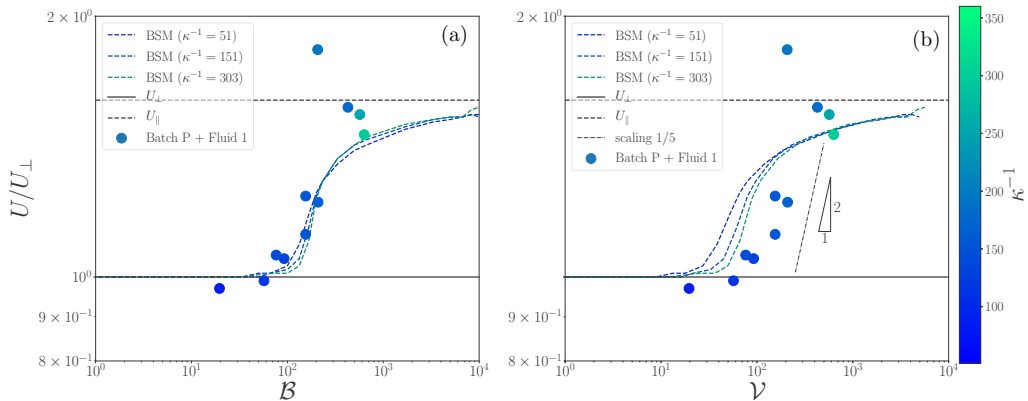 2 × 10⁰
10⁰
9 × 10⁻¹
8 × 10⁻¹
U/U⊥
(a)
BSM (κ⁻¹ = 51)
BSM (κ⁻¹ = 151)
BSM (κ⁻¹ = 303)
U⊥
U∥
Batch P + Fluid 1
10⁰
10¹
10²
10³
10⁴
ℬ
2 × 10⁰
10⁰
9 × 10⁻¹
8 × 10⁻¹
(b)
BSM (κ⁻¹ = 51)
BSM (κ⁻¹ = 151)
BSM (κ⁻¹ = 303)
U⊥
U∥
scaling 1/5
Batch P + Fluid 1
2
1
10⁰
10¹
10²
10³
10⁴
𝒱
350
300
250
200
150
100
κ⁻¹